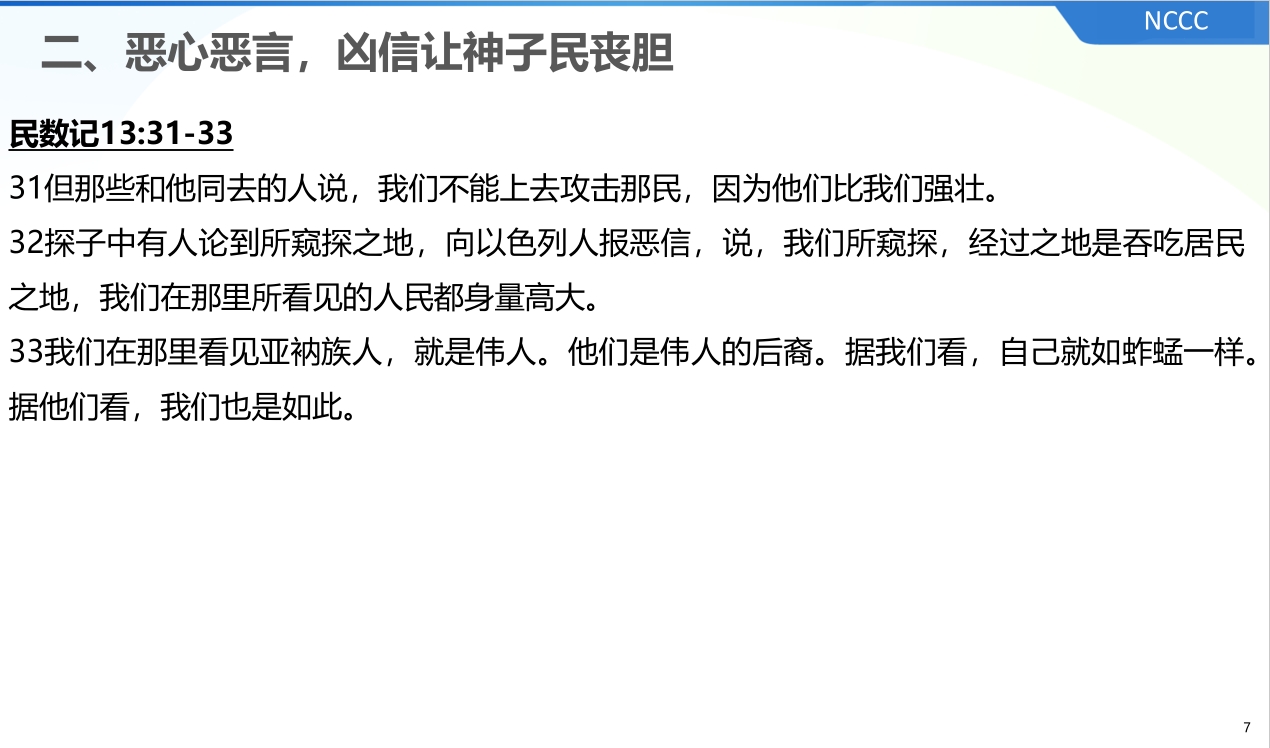 NCCC
二、恶心恶言，凶信让神子民丧胆
民数记13:31-33
31但那些和他同去的人说，我们不能上去攻击那民，因为他们比我们强壮。
32探子中有人论到所窥探之地，向以色列人报恶信，说，我们所窥探，经过之地是吞吃居民
之地，我们在那里所看见的人民都身量高大。
33我们在那里看见亚衲族人，就是伟人。他们是伟人的后裔。据我们看，自己就如蚱蜢一样。
据他们看，我们也是如此。
7